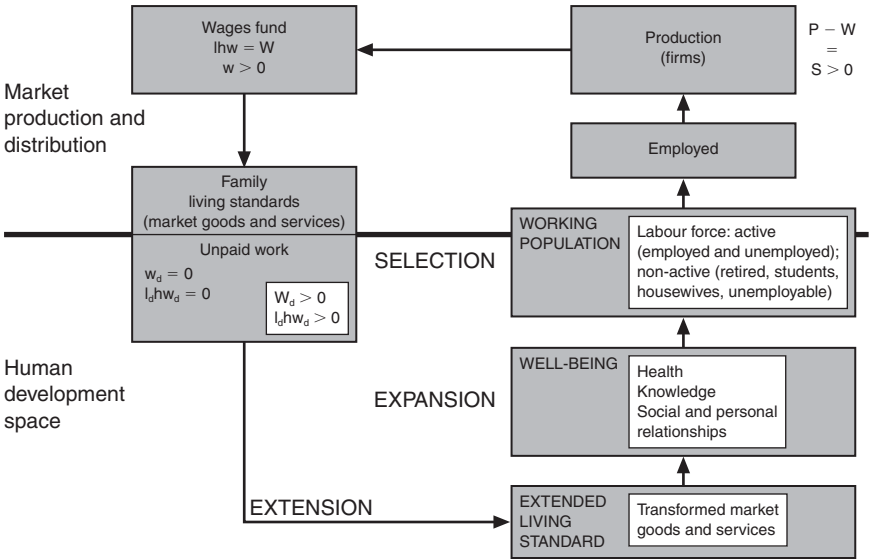 Wages fund
lhw = W
w > 0
Production
(firms)
P − W
=
S > 0
Market
production and
distribution
Employed
Family
living standards
(market goods and services)
Unpaid work
w_d = 0
l_dhw_d = 0
W_d > 0
l_dhw_d > 0
SELECTION
WORKING
POPULATION
Labour force: active
(employed and unemployed);
non-active (retired, students,
housewives, unemployable)
Human
development
space
EXPANSION
WELL-BEING
Health
Knowledge
Social and personal
relationships
EXTENSION
EXTENDED
LIVING
STANDARD
Transformed market
goods and services